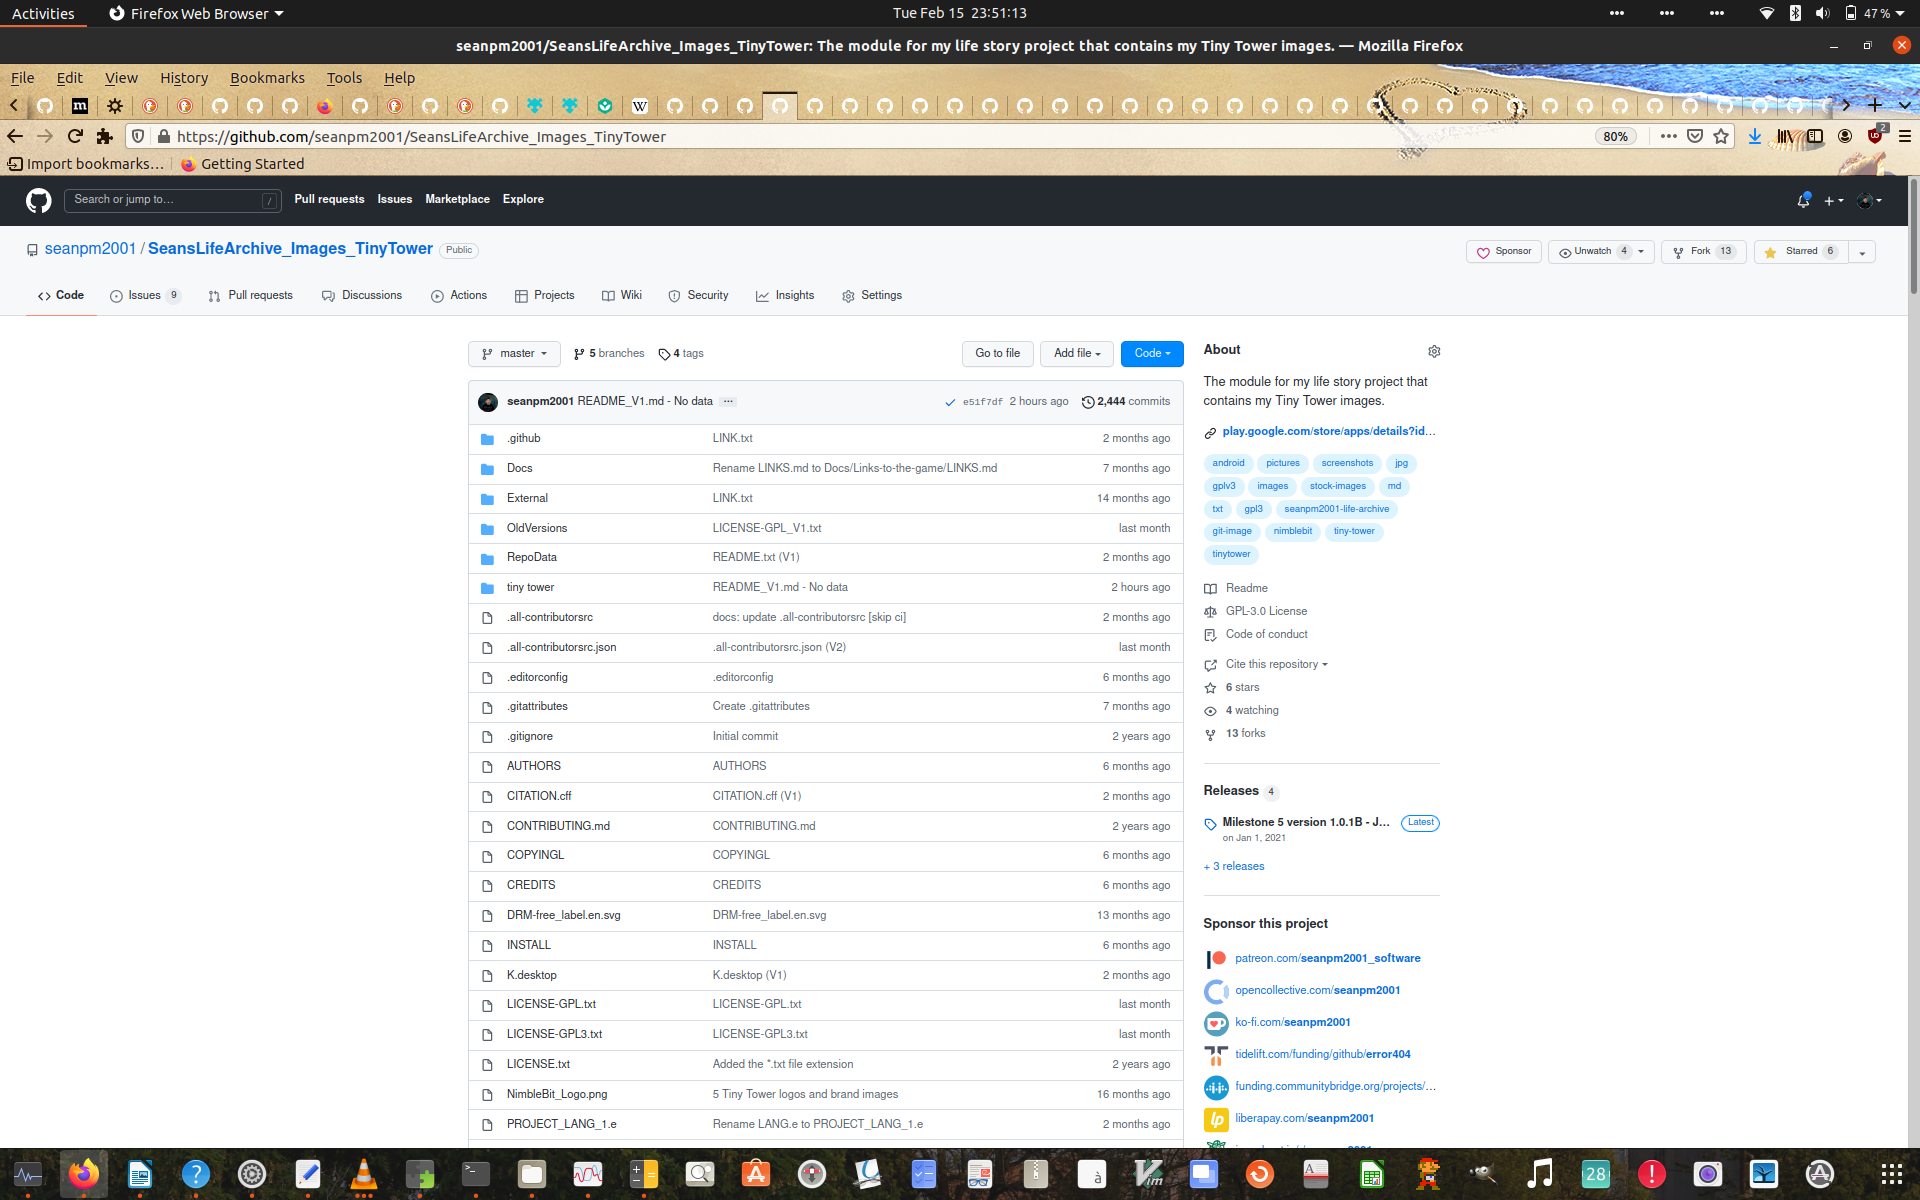 Activities
Firefox Web Browser
Tue Feb 15 23:51:13
47 %
seanpm2001/SeansLifeArchive_Images_TinyTower: The module for my life story project that contains my Tiny Tower images. — Mozilla Firefox
File Edit View History Bookmarks Tools Help
https://github.com/seanpm2001/SeansLifeArchive_Images_TinyTower
80%
2
Import bookmarks…
Getting Started
Search or jump to…
/
Pull requests Issues Marketplace Explore
seanpm2001 / SeansLifeArchive_Images_TinyTower Public
Sponsor
Unwatch 4
Fork 13
Starred 6
Code
Issues 9
Pull requests
Discussions
Actions
Projects
Wiki
Security
Insights
Settings
master
5 branches
4 tags
Go to file
Add file
Code
seanpm2001 README_V1.md - No data ...
e51f7df 2 hours ago
2,444 commits
.github LINK.txt 2 months ago
Docs Rename LINKS.md to Docs/Links-to-the-game/LINKS.md 7 months ago
External LINK.txt 14 months ago
OldVersions LICENSE-GPL_V1.txt last month
RepoData README.txt (V1) 2 months ago
tiny tower README_V1.md - No data 2 hours ago
.all-contributorsrc docs: update .all-contributorsrc [skip ci] 2 months ago
.all-contributorsrc.json .all-contributorsrc.json (V2) last month
.editorconfig .editorconfig 6 months ago
.gitattributes Create .gitattributes 7 months ago
.gitignore Initial commit 2 years ago
AUTHORS AUTHORS 6 months ago
CITATION.cff CITATION.cff (V1) 2 months ago
CONTRIBUTING.md CONTRIBUTING.md 2 years ago
COPYINGL COPYINGL 6 months ago
CREDITS CREDITS 6 months ago
DRM-free_label.en.svg DRM-free_label.en.svg 13 months ago
INSTALL INSTALL 6 months ago
K.desktop K.desktop (V1) 2 months ago
LICENSE-GPL.txt LICENSE-GPL.txt last month
LICENSE-GPL3.txt LICENSE-GPL3.txt last month
LICENSE.txt Added the *.txt file extension 2 years ago
NimbleBit_Logo.png 5 Tiny Tower logos and brand images 16 months ago
PROJECT_LANG_1.e Rename LANG.e to PROJECT_LANG_1.e 2 months ago
About
The module for my life story project that
contains my Tiny Tower images.
play.google.com/store/apps/details?id…
android pictures screenshots jpg
gplv3 images stock-images md
txt gpl3 seanpm2001-life-archive
git-image nimblebit tiny-tower
tinytower
Readme
GPL-3.0 License
Code of conduct
Cite this repository
6 stars
4 watching
13 forks
Releases 4
Milestone 5 version 1.0.1B - J... Latest
on Jan 1, 2021
+ 3 releases
Sponsor this project
patreon.com/seanpm2001_software
opencollective.com/seanpm2001
ko-fi.com/seanpm2001
tidelift.com/funding/github/error404
funding.communitybridge.org/projects/…
liberapay.com/seanpm2001
28